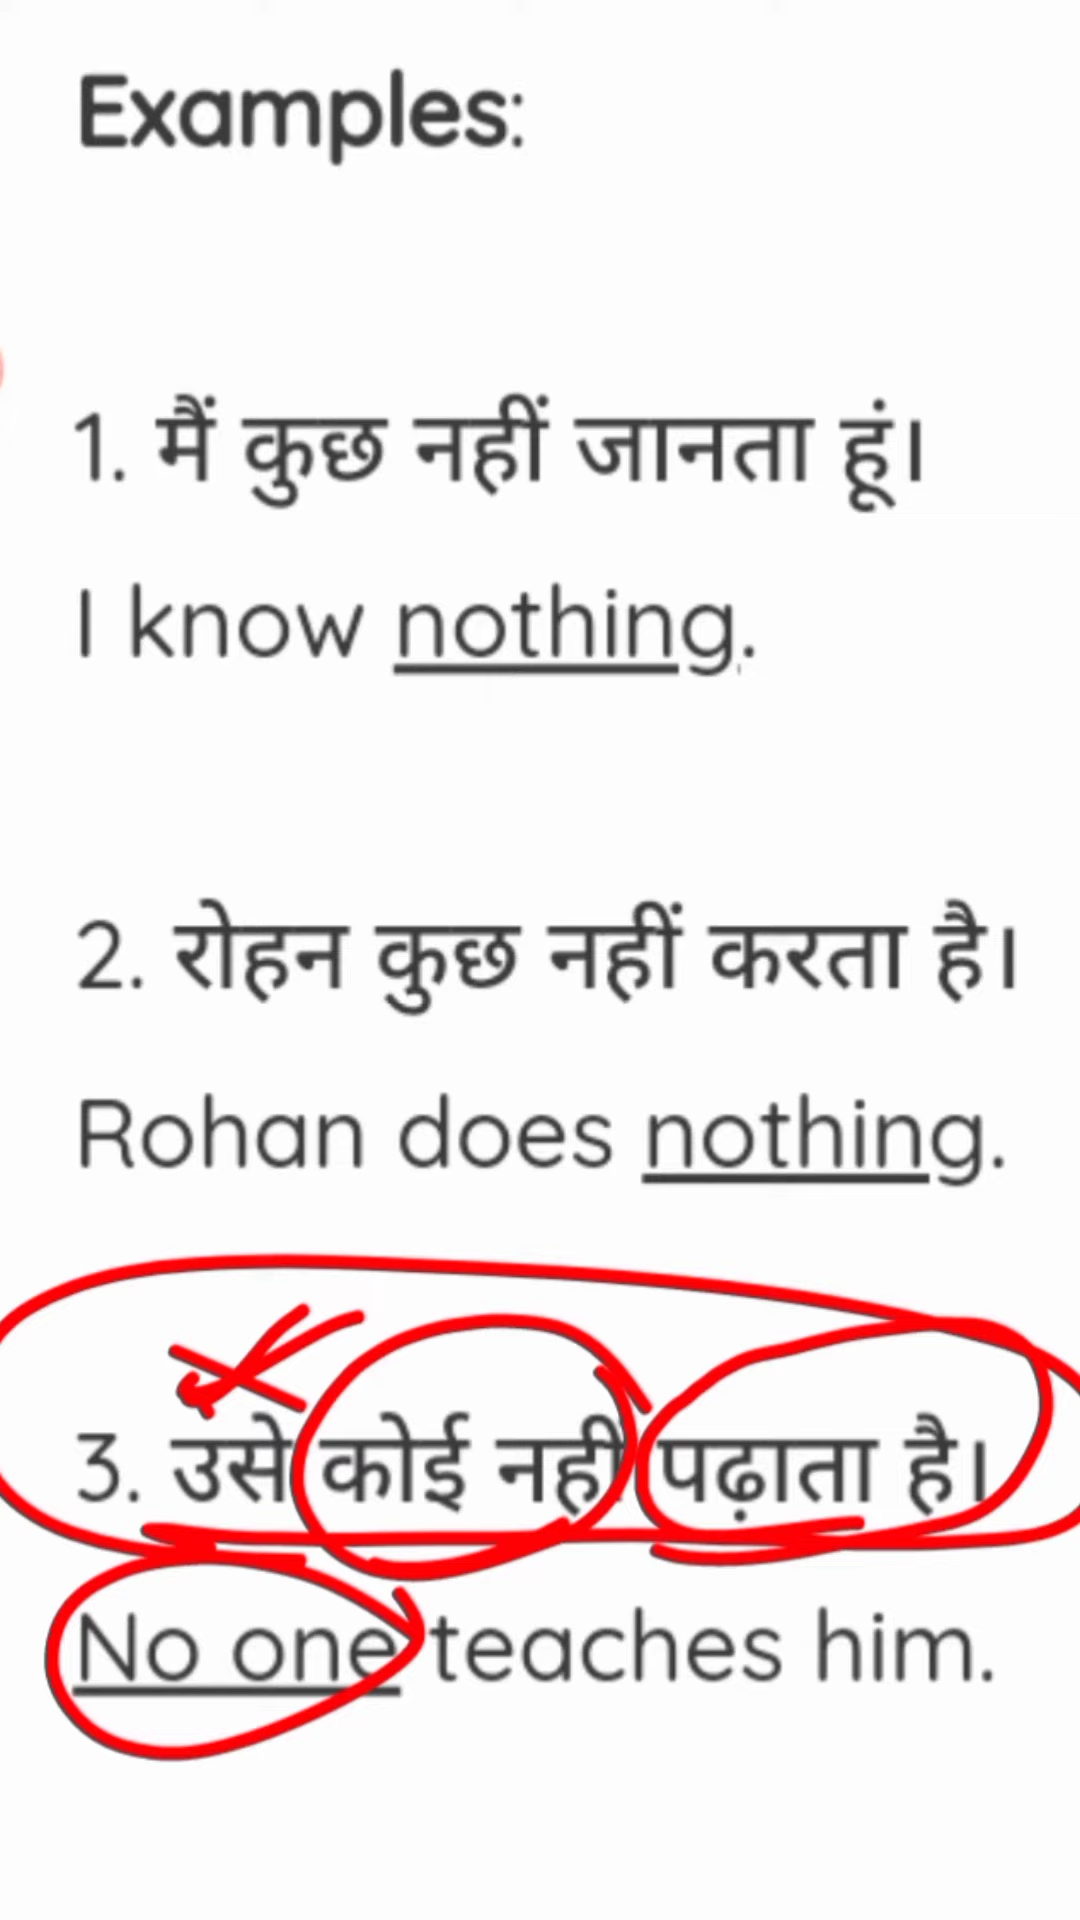 Examples:
1. मैं कुछ नहीं जानता हूं।
I know nothing.
2. रोहन कुछ नहीं करता है।
Rohan does nothing.
3. उसे कोई नही पढ़ाता है।
No one teaches him.